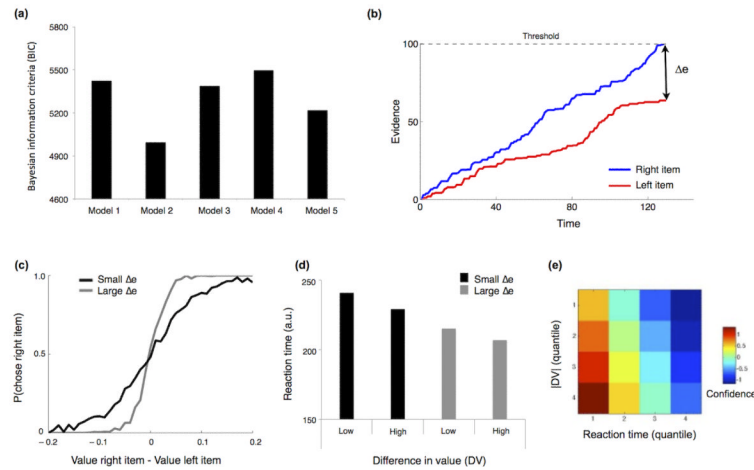 (a)
5800
5500
5200
4900
4600
Bayesian information criteria (BIC)
Model 1 Model 2 Model 3 Model 4 Model 5
(b)
Threshold
100
50
0
Evidence
Δe
Right item
Left item
0 40 80 120
Time
(c)
Small Δe
Large Δe
1.0
0.5
0
P(chose right item)
−0.2 −0.1 0 0.1 0.2
Value right item - Value left item
(d)
Small Δe
Large Δe
250
200
150
Reaction time (a.u.)
Low High Low High
Difference in value (DV)
(e)
|DV| (quantile)
1
2
3
4
1 2 3 4
Reaction time (quantile)
1
0.5
0
-0.5
-1
Confidence